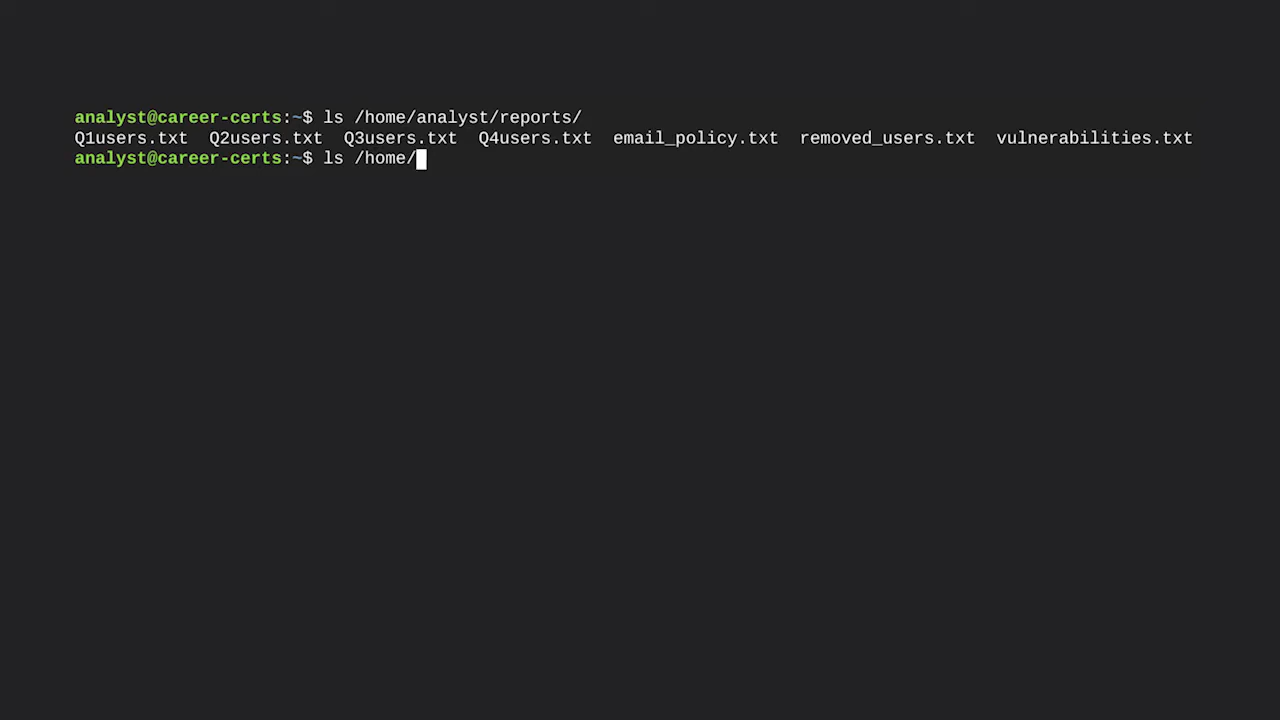 analyst@career-certs:~$ ls /home/analyst/reports/
Q1users.txt  Q2users.txt  Q3users.txt  Q4users.txt  email_policy.txt  removed_users.txt  vulnerabilities.txt
analyst@career-certs:~$ ls /home/